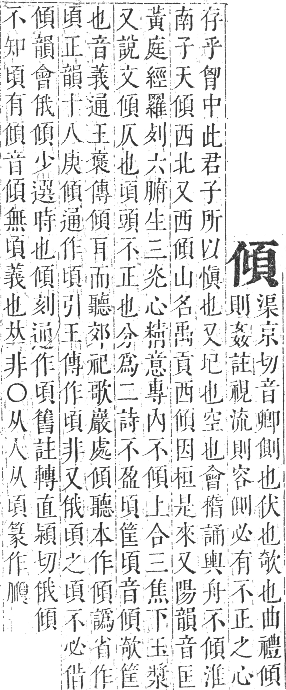 傾
渠京切音卿側也伏也欹也曲禮傾
則姦註視流則容側必有不正之心
存乎胷中此君子所以愼也又圮也空也會稽誦輿舟不傾淮
南子天傾西北又西傾山名禹貢西傾因桓是來又陽韻音匡
黃庭經羅列六腑生三光心精意專內不傾上合三焦下玉漿
又說文傾仄也頃頭不正也分爲二詩不盈頃筐頃音傾欹筐
也音義通王褒傳傾耳而聽郊祀歌嚴處傾聽本作傾譌省作
頃正韻十八庚傾通作頃引王傳作頃非又俄頃之頃不必偕
傾韻會俄傾少選時也傾刻通作頃舊註轉直潁切俄傾
不知頃有傾音傾無頃義也𠀤非○从人从頃篆作